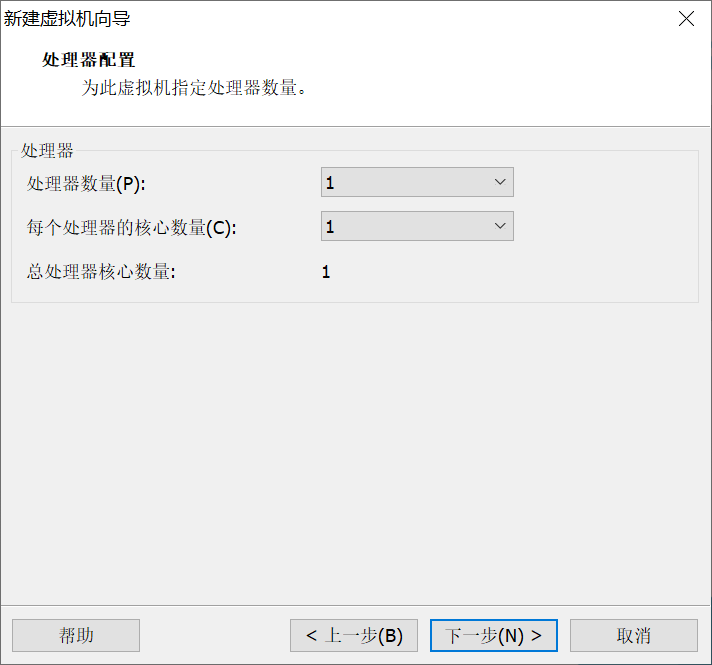 新建虚拟机向导
处理器配置
为此虚拟机指定处理器数量。
处理器
处理器数量(P): 1
每个处理器的核心数量(C): 1
总处理器核心数量: 1
帮助 < 上一步(B) 下一步(N) > 取消